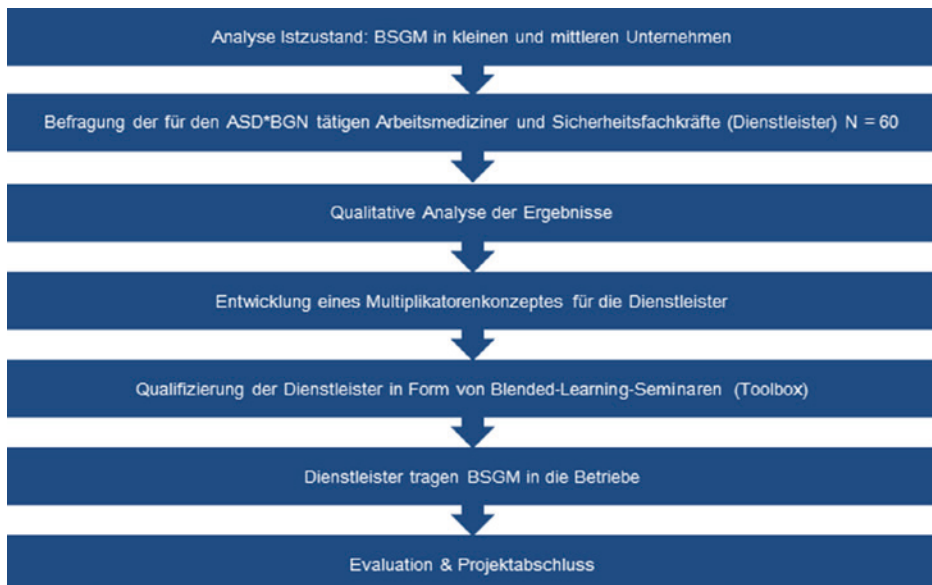 Analyse Istzustand: BSGM in kleinen und mittleren Unternehmen
Befragung der für den ASD*BGN tätigen Arbeitsmediziner und Sicherheitsfachkräfte (Dienstleister) N = 60
Qualitative Analyse der Ergebnisse
Entwicklung eines Multiplikatorenkonzeptes für die Dienstleister
Qualifizierung der Dienstleister in Form von Blended-Learning-Seminaren (Toolbox)
Dienstleister tragen BSGM in die Betriebe
Evaluation & Projektabschluss